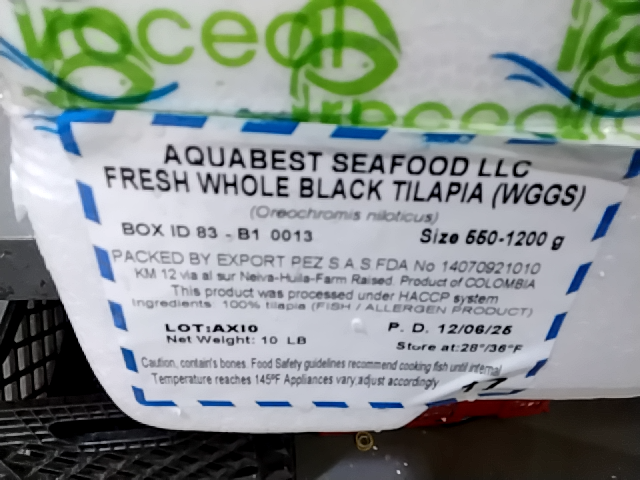 AQUABEST SEAFOOD LLC
FRESH WHOLE BLACK TILAPIA (WGGS)
(Oreochromis niloticus)
BOX ID 83 - B1 0013 Size 550-1200 g
PACKED BY EXPORT PEZ S.A.S.FDA No 14070921010
KM 12 via al sur Neiva-Huila-Farm Raised. Product of COLOMBIA
This product was processed under HACCP system
Ingredients 100% tilapia (FISH / ALLERGEN PRODUCT)
LOT:AXI0 P. D. 12/06/25
Net Weight: 10 LB Store at:28°/36°F
Caution, contain's bones. Food Safety guidelines recommend cooking fish until internal
Temperature reaches 145ºF Appliances vary,adjust accordingly